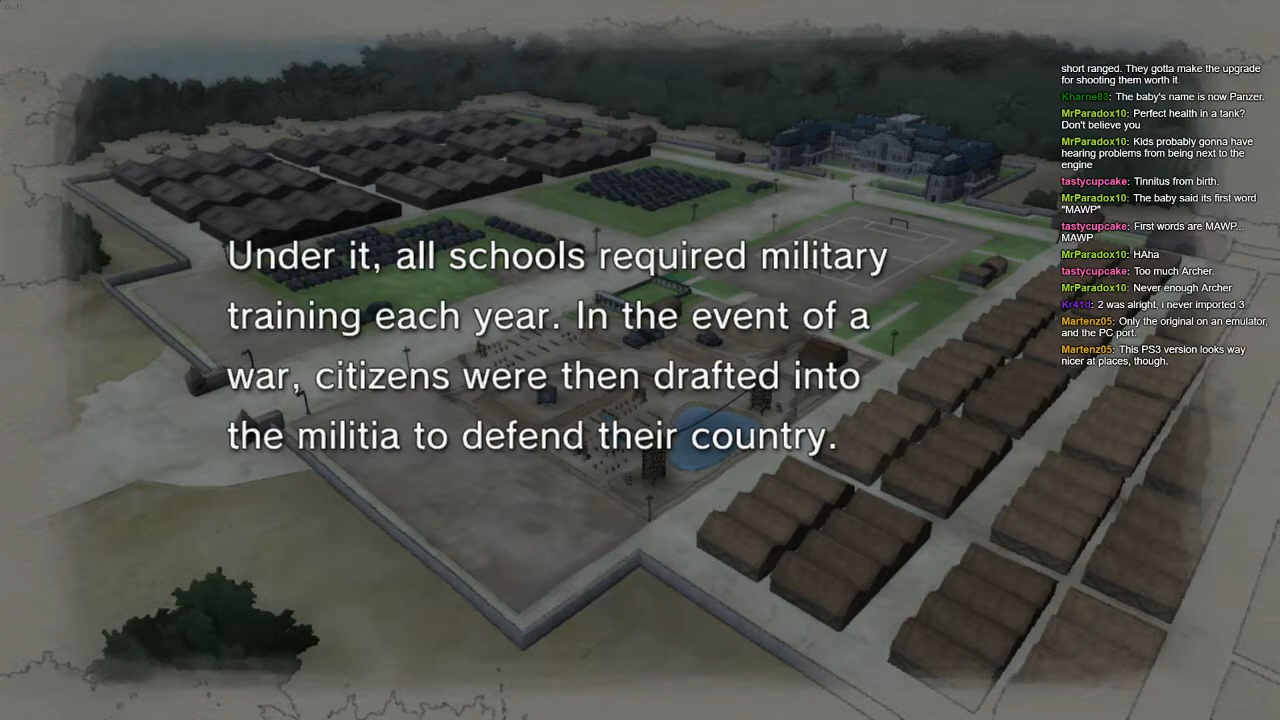 Under it, all schools required military
training each year. In the event of a
war, citizens were then drafted into
the militia to defend their country.
short ranged. They gotta make the upgrade
for shooting them worth it.
Kharne83: The baby's name is now Panzer.
MrParadox10: Perfect health in a tank?
Don't believe you
MrParadox10: Kids probably gonna have
hearing problems from being next to the
engine
tastycupcake: Tinnitus from birth.
MrParadox10: The baby said its first word
"MAWP"
tastycupcake: First words are MAWP...
MAWP
MrParadox10: HAha
tastycupcake: Too much Archer.
MrParadox10: Never enough Archer
Kr41d: 2 was alright, i never imported 3
Martenz05: Only the original on an emulator,
and the PC port.
Martenz05: This PS3 version looks way
nicer at places, though.